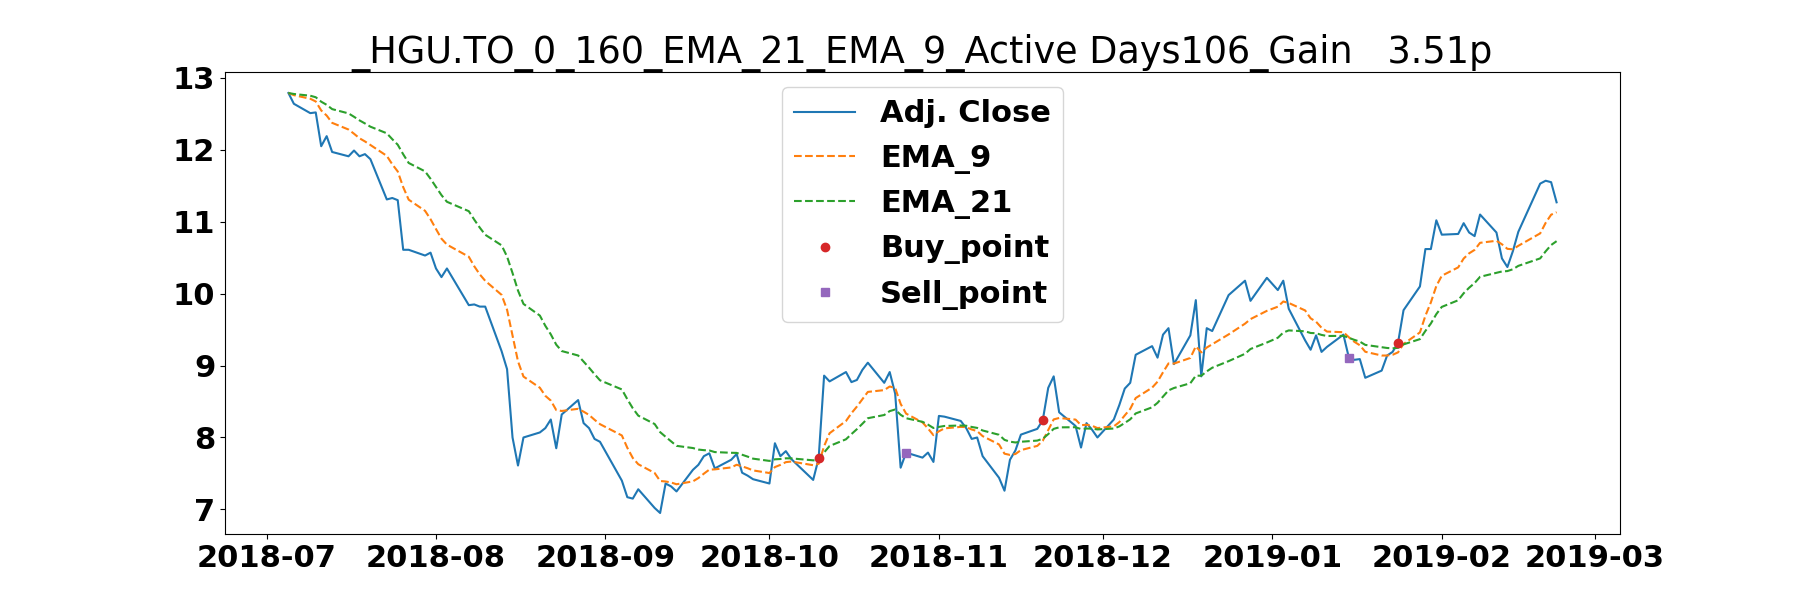 _HGU.TO_0_160_EMA_21_EMA_9_Active Days106_Gain   3.51p
13
12
11
10
9
8
7
Adj. Close
EMA_9
EMA_21
Buy_point
Sell_point
2018-07 2018-08 2018-09 2018-10 2018-11 2018-12 2019-01 2019-02 2019-03